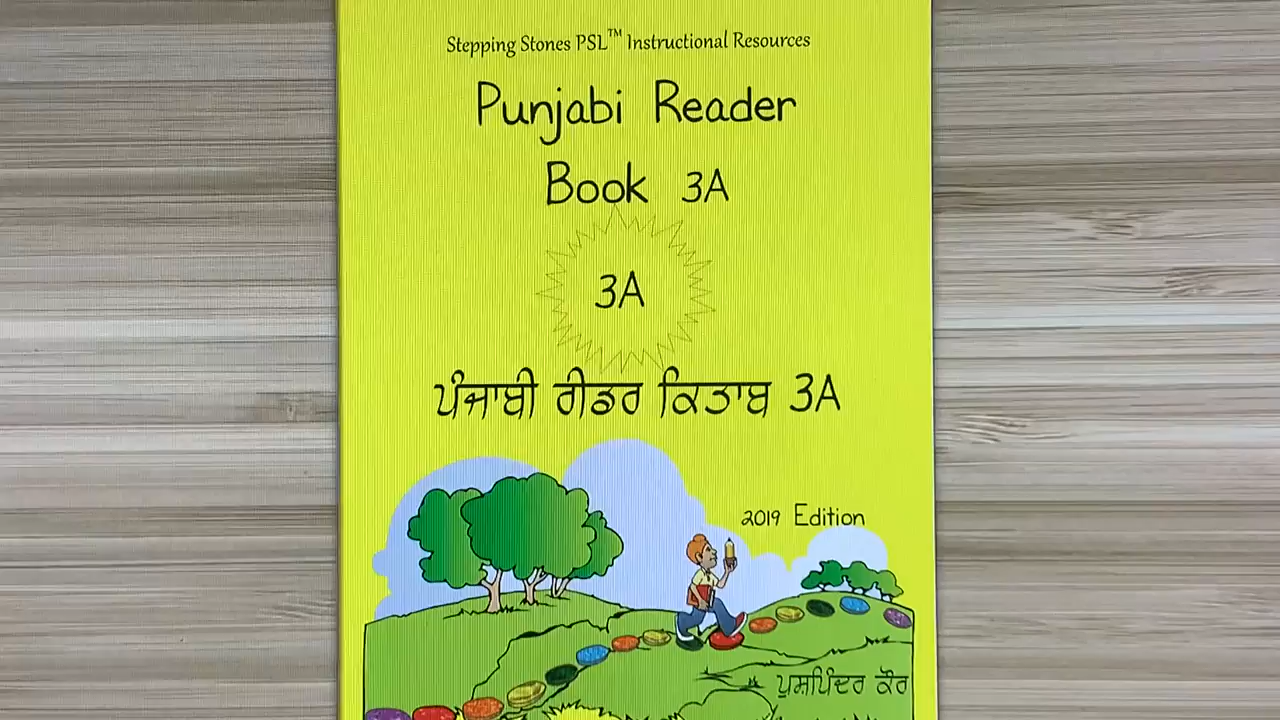 Stepping Stones PSL™ Instructional Resources
Punjabi Reader
Book 3A
3A
ਪੰਜਾਬੀ ਰੀਡਰ ਕਿਤਾਬ 3A
2019 Edition
ਪੁਸ਼ਪਿੰਦਰ ਕੌਰ